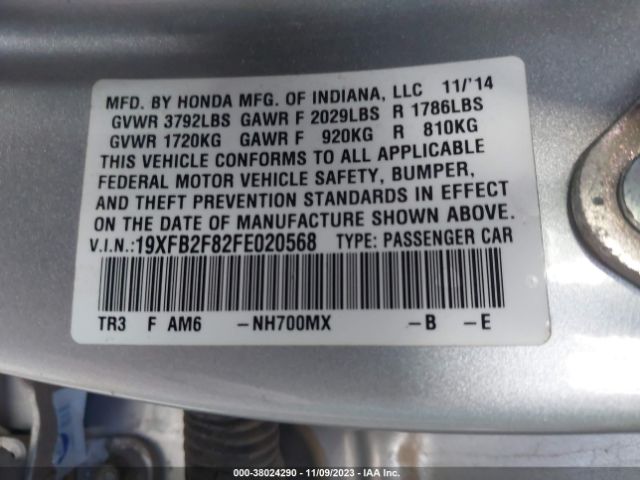 MFD. BY HONDA MFG. OF INDIANA, LLC 11/'14
GVWR 3792LBS GAWR F 2029LBS R 1786LBS
GVWR 1720KG GAWR F 920KG R 810KG
THIS VEHICLE CONFORMS TO ALL APPLICABLE
FEDERAL MOTOR VEHICLE SAFETY, BUMPER,
AND THEFT PREVENTION STANDARDS IN EFFECT
ON THE DATE OF MANUFACTURE SHOWN ABOVE.
V.I.N.:19XFB2F82FE020568 TYPE: PASSENGER CAR
TR3 F AM6 -NH700MX -B -E
000-38024290 - 11/09/2023 - IAA Inc.